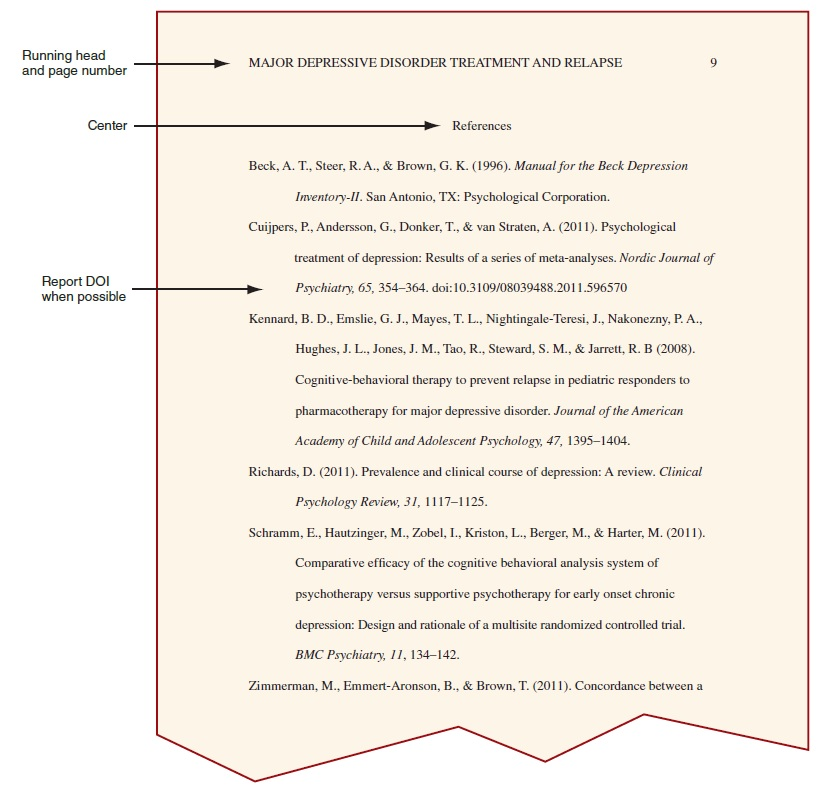 Running head
and page number
MAJOR DEPRESSIVE DISORDER TREATMENT AND RELAPSE 9
Center
References
Beck, A. T., Steer, R. A., & Brown, G. K. (1996). Manual for the Beck Depression
Inventory-II. San Antonio, TX: Psychological Corporation.
Cuijpers, P., Andersson, G., Donker, T., & van Straten, A. (2011). Psychological
treatment of depression: Results of a series of meta-analyses. Nordic Journal of
Report DOI
when possible
Psychiatry, 65, 354–364. doi:10.3109/08039488.2011.596570
Kennard, B. D., Emslie, G. J., Mayes, T. L., Nightingale-Teresi, J., Nakonezny, P. A.,
Hughes, J. L., Jones, J. M., Tao, R., Steward, S. M., & Jarrett, R. B (2008).
Cognitive-behavioral therapy to prevent relapse in pediatric responders to
pharmacotherapy for major depressive disorder. Journal of the American
Academy of Child and Adolescent Psychology, 47, 1395–1404.
Richards, D. (2011). Prevalence and clinical course of depression: A review. Clinical
Psychology Review, 31, 1117–1125.
Schramm, E., Hautzinger, M., Zobel, I., Kriston, L., Berger, M., & Harter, M. (2011).
Comparative efficacy of the cognitive behavioral analysis system of
psychotherapy versus supportive psychotherapy for early onset chronic
depression: Design and rationale of a multisite randomized controlled trial.
BMC Psychiatry, 11, 134–142.
Zimmerman, M., Emmert-Aronson, B., & Brown, T. (2011). Concordance between a